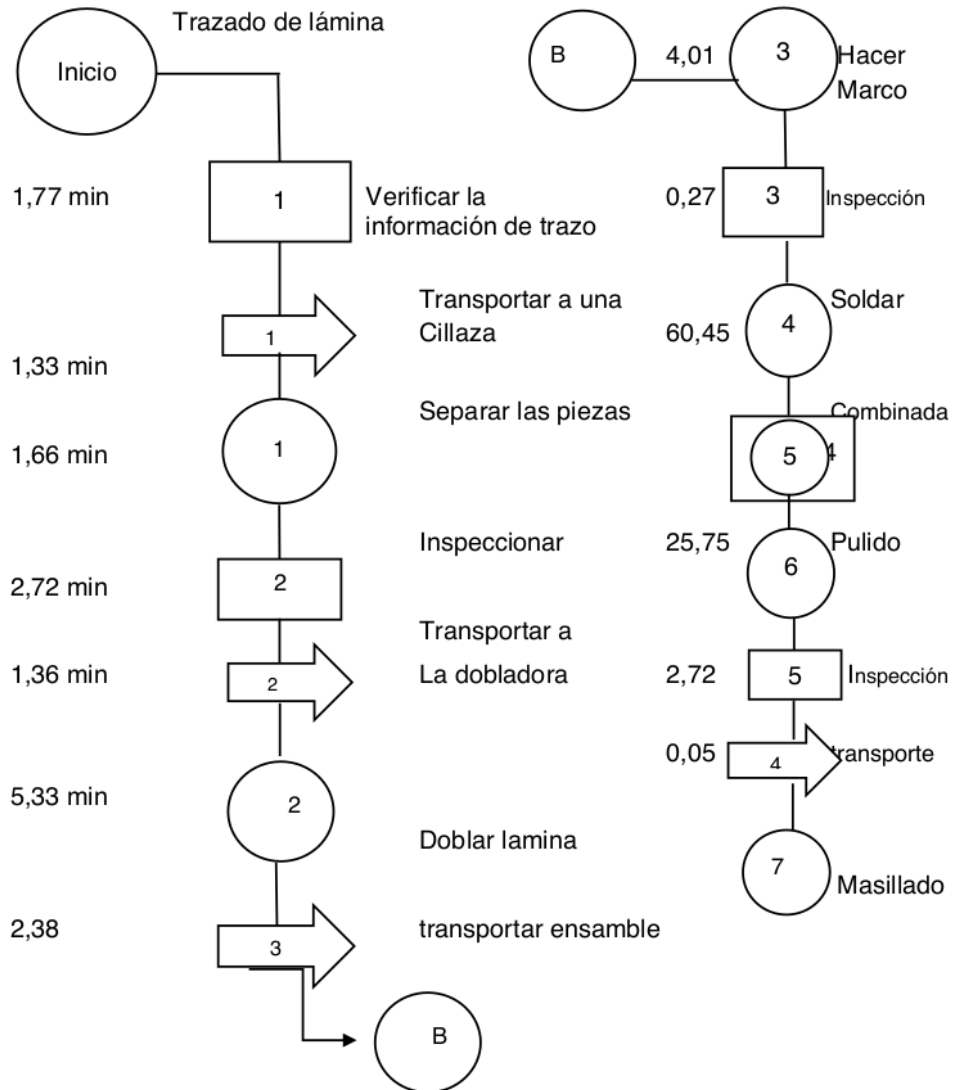 Trazado de lámina
Inicio
1,77 min
1
Verificar la
información de trazo
Transportar a una
Cillaza
1
1,33 min
Separar las piezas
1,66 min
1
Inspeccionar
2,72 min
2
Transportar a
1,36 min
2
La dobladora
5,33 min
2
Doblar lamina
2,38
3
transportar ensamble
B
B
4,01
3
Hacer
Marco
0,27
3
Inspección
Soldar
60,45
4
Combinada
5
4
25,75
Pulido
6
2,72
5
Inspección
0,05
4
transporte
7
Masillado